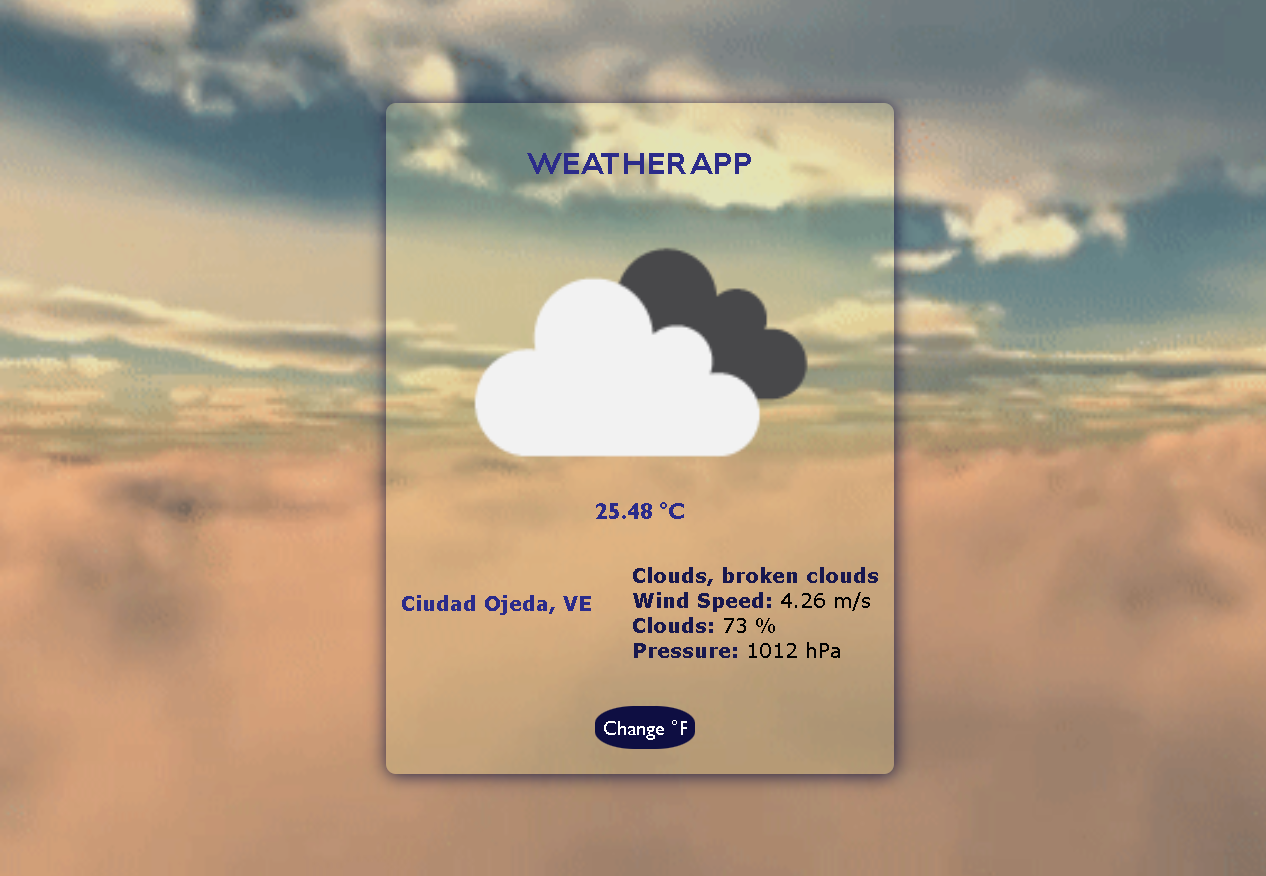 WEATHER APP
25.48 °C
Ciudad Ojeda, VE
Clouds, broken clouds
Wind Speed: 4.26 m/s
Clouds: 73 %
Pressure: 1012 hPa
Change °F